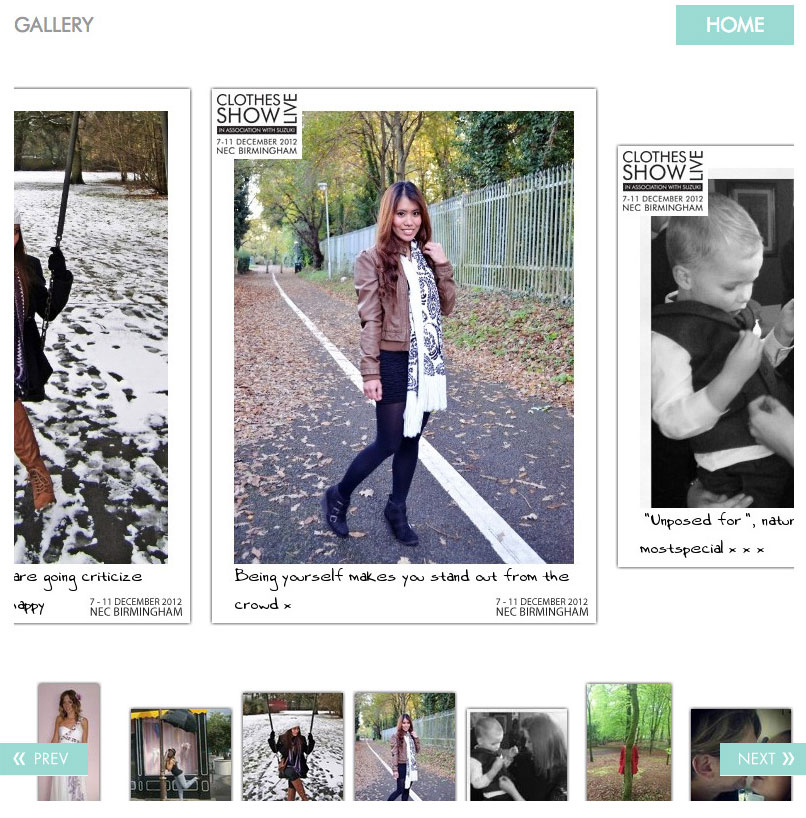 GALLERY
HOME
CLOTHES
SHOW LIVE
IN ASSOCIATION WITH SUZUKI
7-11 DECEMBER 2012
NEC BIRMINGHAM
CLOTHES
SHOW LIVE
IN ASSOCIATION WITH SUZUKI
7-11 DECEMBER 2012
NEC BIRMINGHAM
are going criticize
happy
7 - 11 DECEMBER 2012
NEC BIRMINGHAM
Being yourself makes you stand out from the
crowd x
7 - 11 DECEMBER 2012
NEC BIRMINGHAM
"Unposed for", natur
mostspecial x x x
« PREV
NEXT »